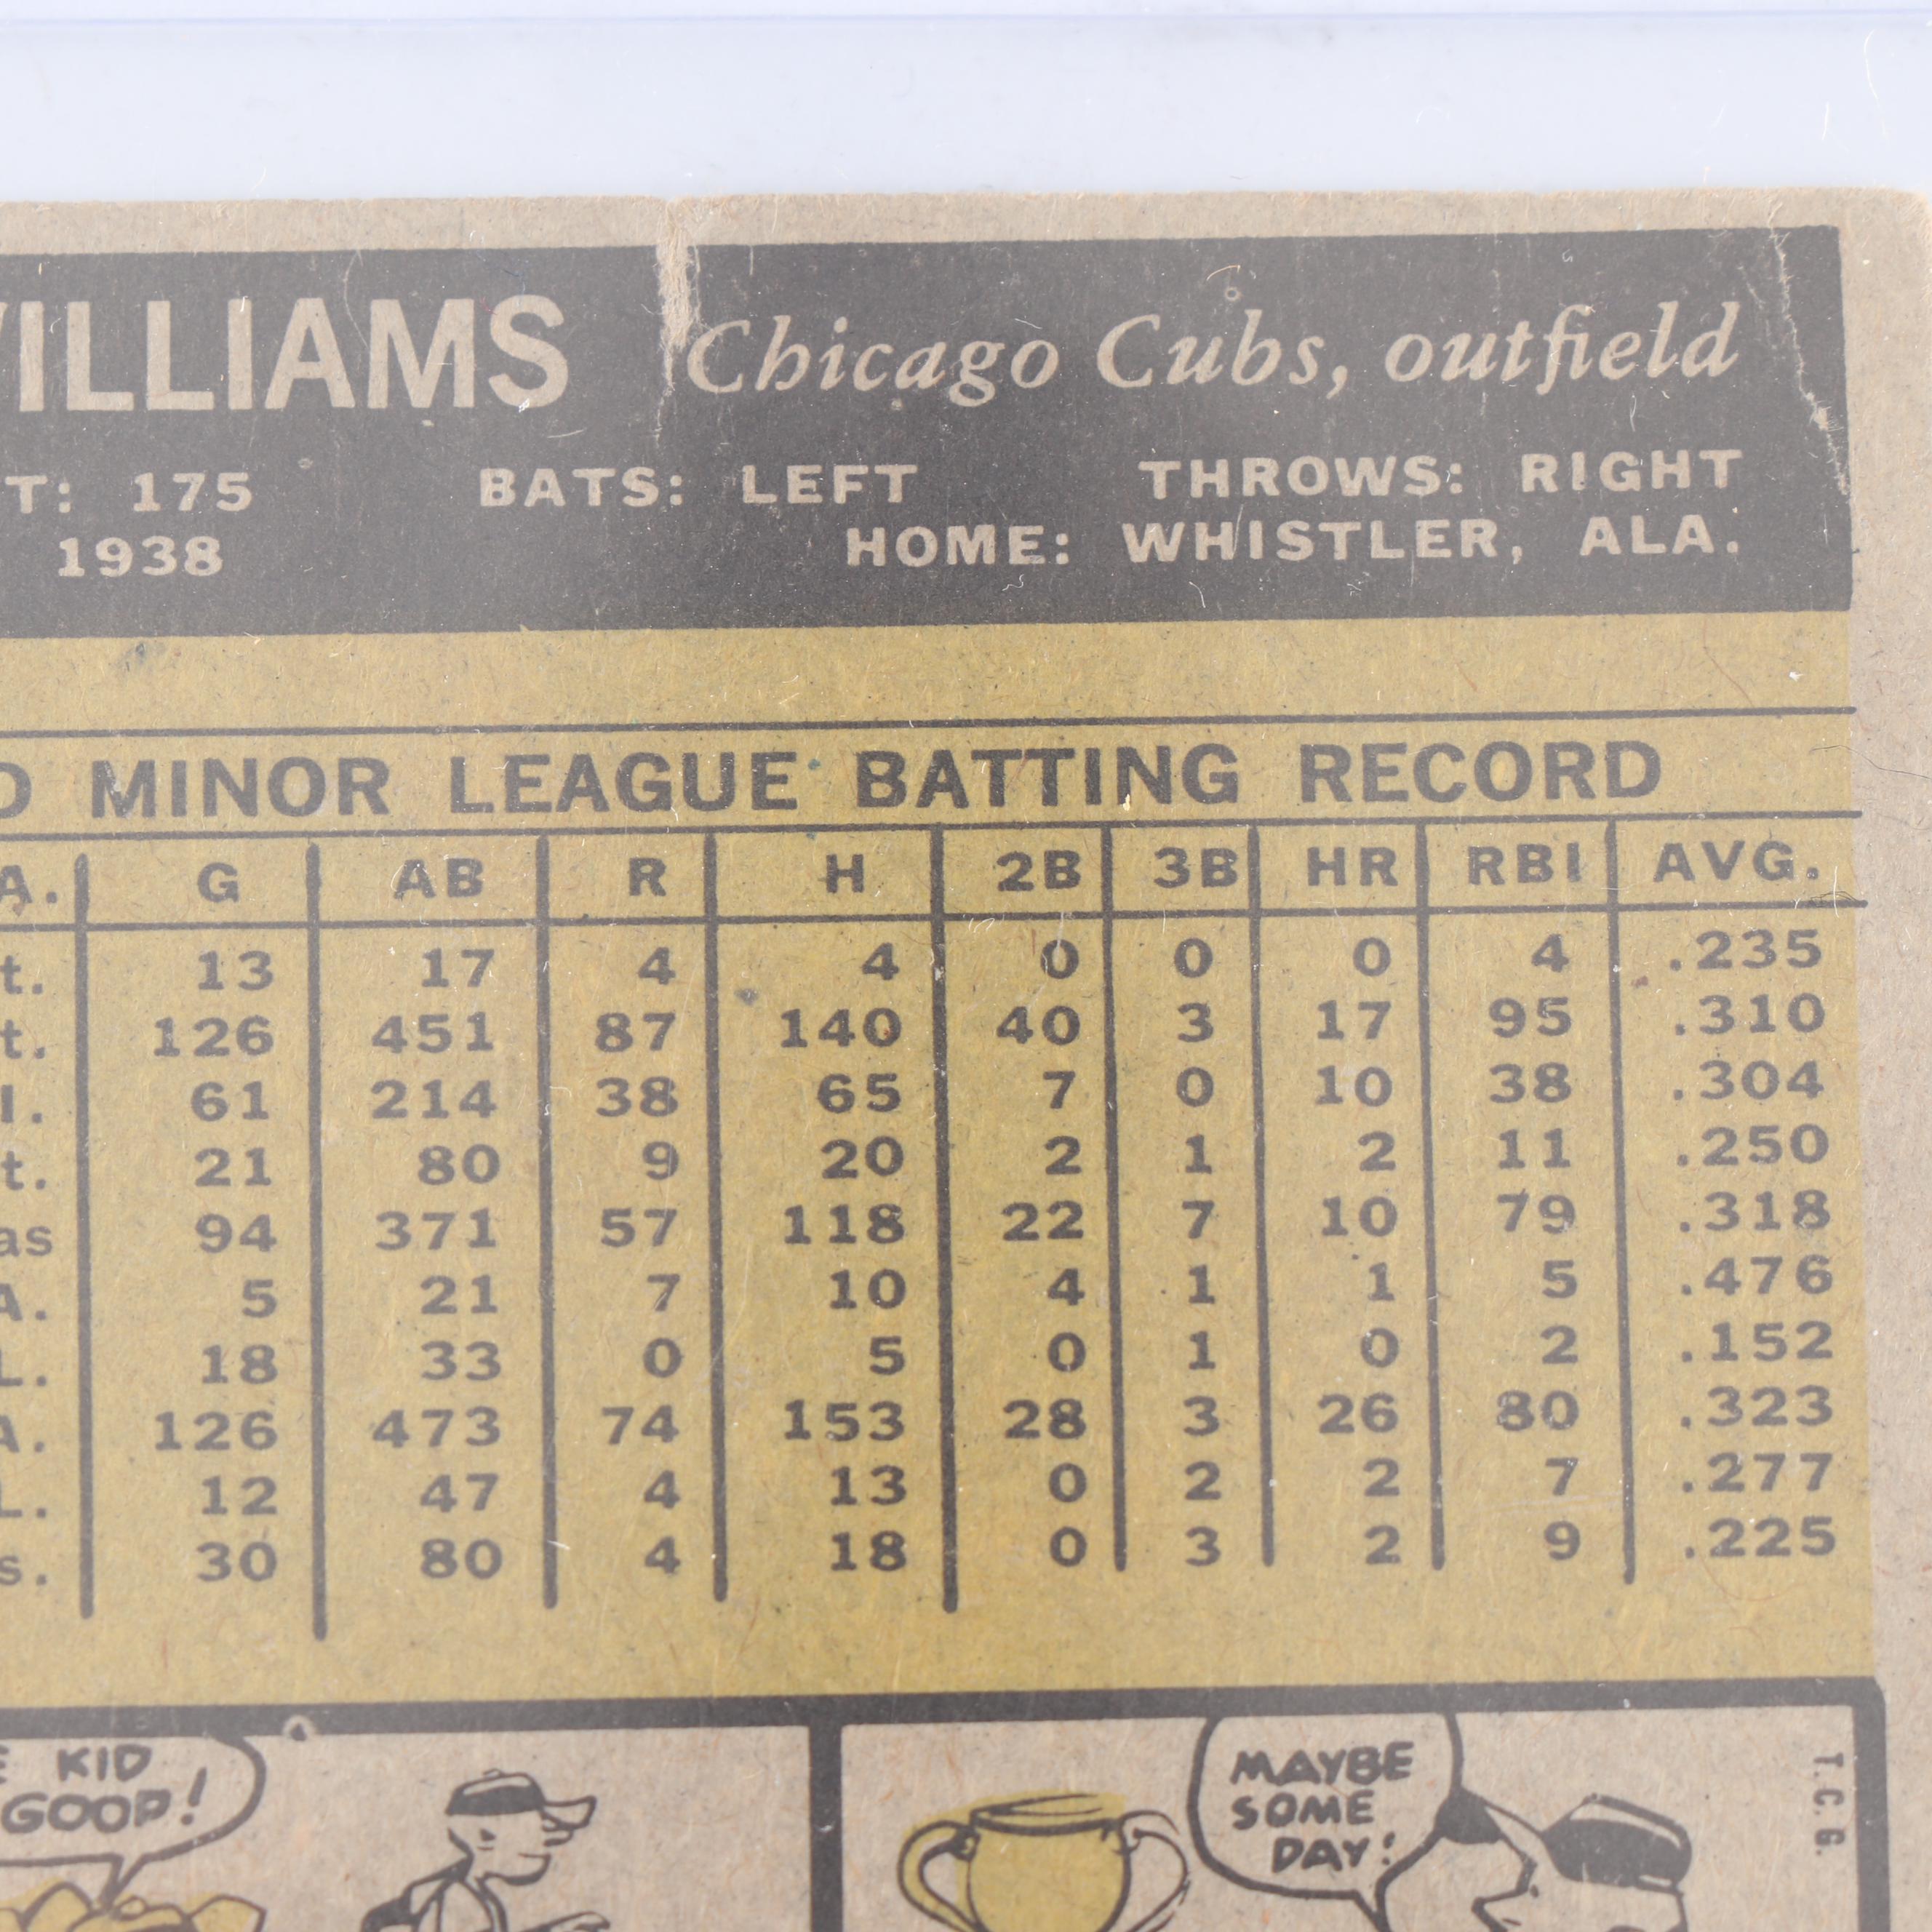 WILLIAMS Chicago Cubs, outfield
T: 175 BATS: LEFT THROWS: RIGHT
1938 HOME: WHISTLER, ALA.
D MINOR LEAGUE BATTING RECORD
A. G AB R H 2B 3B HR RBI AVG.
t. 13 17 4 4 0 0 0 4 .235
t. 126 451 87 140 40 3 17 95 .310
l. 61 214 38 65 7 0 10 38 .304
t. 21 80 9 20 2 1 2 11 .250
as 94 371 57 118 22 7 10 79 .318
A. 5 21 7 10 4 1 1 5 .476
L. 18 33 0 5 0 1 0 2 .152
A. 126 473 74 153 28 3 26 80 .323
L. 12 47 4 13 0 2 2 7 .277
s. 30 80 4 18 0 3 2 9 .225
E KID
GOOD!
MAYBE
SOME
DAY!
T.C.G.